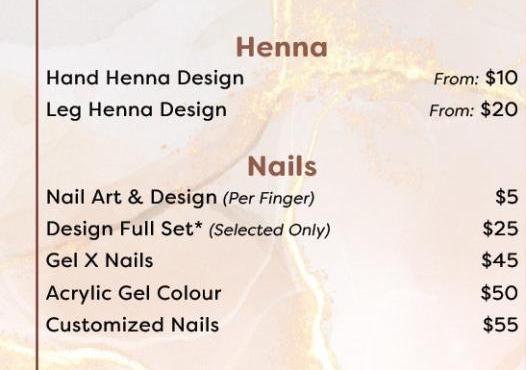 Henna
Hand Henna Design From: $10
Leg Henna Design From: $20
Nails
Nail Art & Design (Per Finger) $5
Design Full Set* (Selected Only) $25
Gel X Nails $45
Acrylic Gel Colour $50
Customized Nails $55